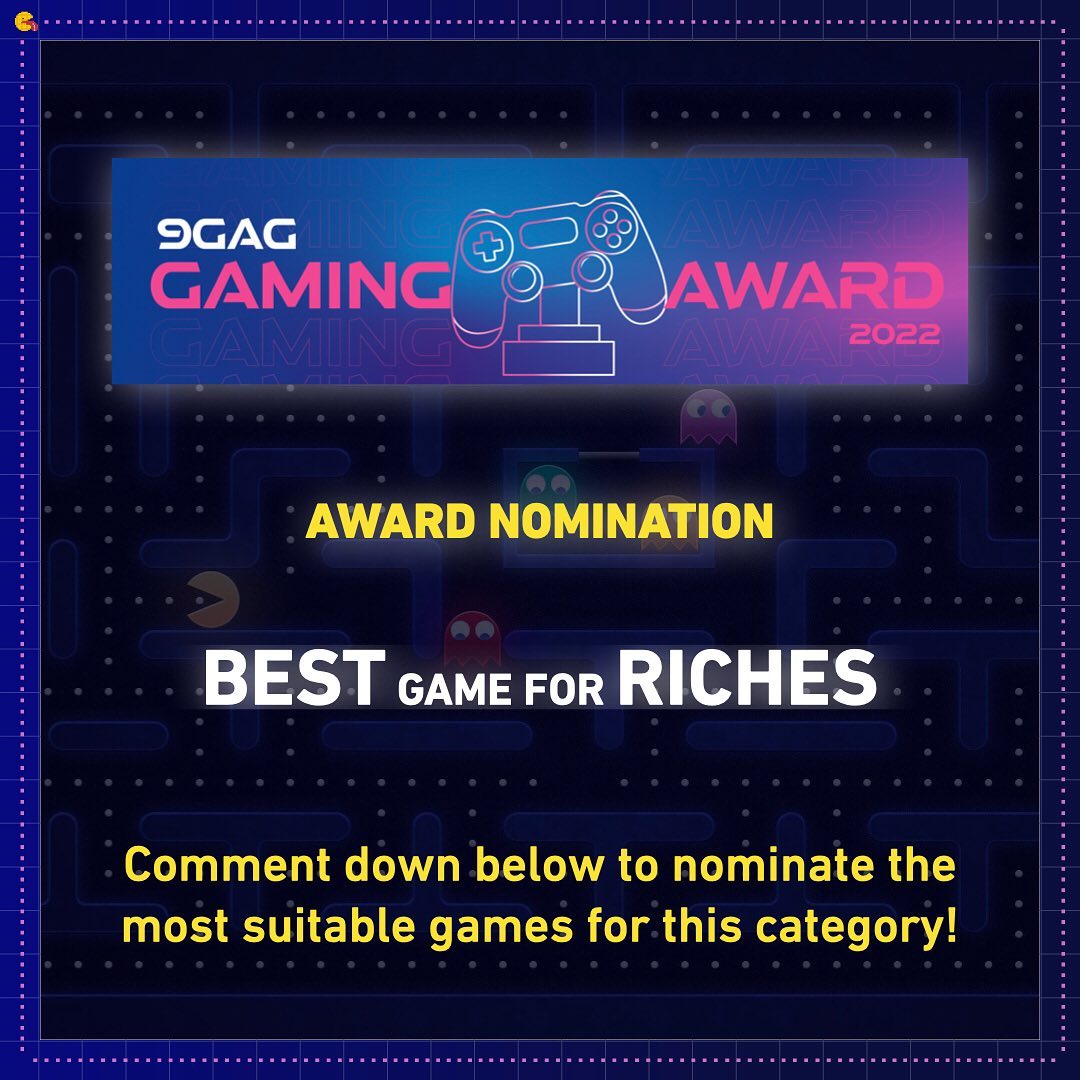 9GAG
GAMING AWARD
2022
AWARD NOMINATION
BEST GAME FOR RICHES
Comment down below to nominate the
most suitable games for this category!